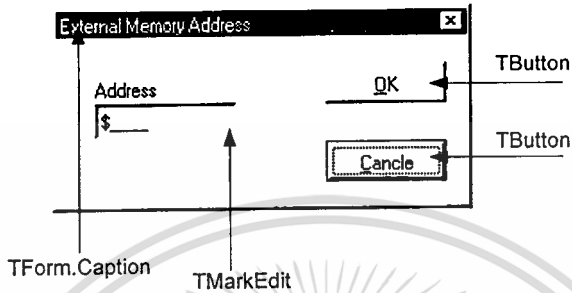 External Memory Address
TButton
OK
Address
$____
TButton
Cancle
TForm.Caption
TMarkEdit